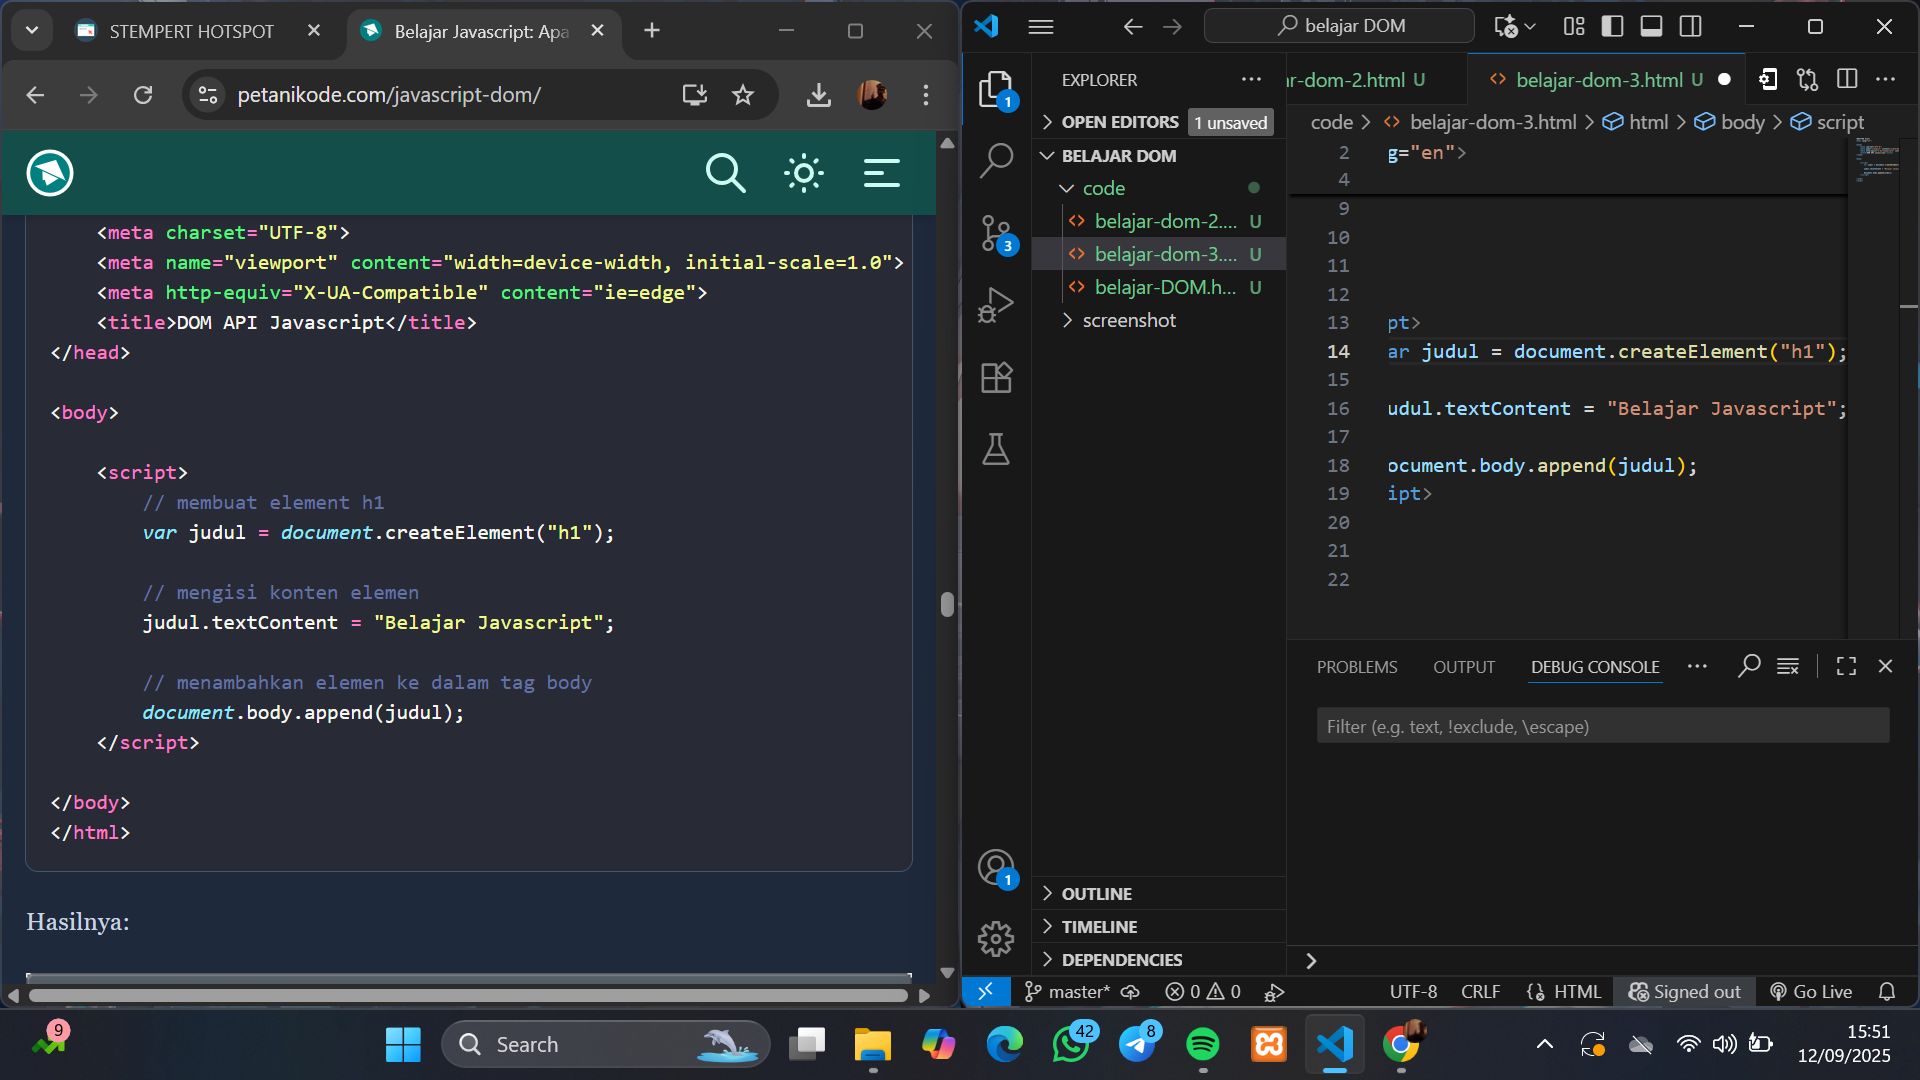 STEMPERT HOTSPOT
Belajar Javascript: Apa
petanikode.com/javascript-dom/
<meta charset="UTF-8">
<meta name="viewport" content="width=device-width, initial-scale=1.0">
<meta http-equiv="X-UA-Compatible" content="ie=edge">
<title>DOM API Javascript</title>
</head>
<body>
<script>
// membuat element h1
var judul = document.createElement("h1");
// mengisi konten elemen
judul.textContent = "Belajar Javascript";
// menambahkan elemen ke dalam tag body
document.body.append(judul);
</script>
</body>
</html>
Hasilnya:
belajar DOM
EXPLORER
1
OPEN EDITORS 1 unsaved
BELAJAR DOM
code
belajar-dom-2.... U
3
belajar-dom-3.... U
belajar-DOM.h... U
screenshot
1
OUTLINE
TIMELINE
DEPENDENCIES
ar-dom-2.html U
belajar-dom-3.html U
code > belajar-dom-3.html > html > body > script
2 g="en">
4
9
10
11
12
13 pt>
14 ar judul = document.createElement("h1");
15
16 udul.textContent = "Belajar Javascript";
17
18 ocument.body.append(judul);
19 ipt>
20
21
22
PROBLEMS OUTPUT DEBUG CONSOLE
Filter (e.g. text, !exclude, \escape)
master* 0 0 UTF-8 CRLF {} HTML Signed out Go Live
9
Search
42
8
15:51
12/09/2025